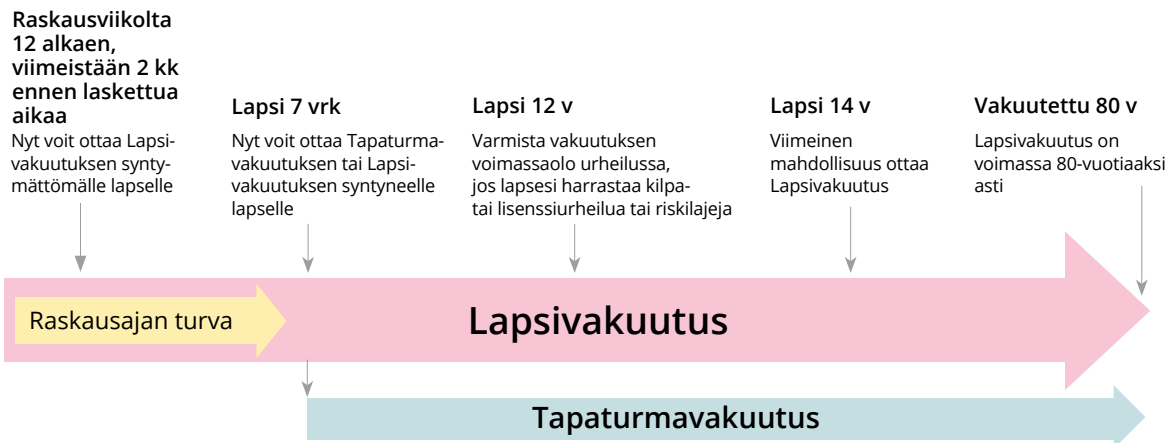 Raskausviikolta
12 alkaen,
viimeistään 2 kk
ennen laskettua
aikaa
Nyt voit ottaa Lapsi-
vakuutuksen synty-
mättömälle lapselle
Lapsi 7 vrk
Nyt voit ottaa Tapaturma-
vakuutuksen tai Lapsi-
vakuutuksen syntyneelle
lapselle
Lapsi 12 v
Varmista vakuutuksen
voimassaolo urheilussa,
jos lapsesi harrastaa kilpa-
tai lisenssiurheilua tai riskilajeja
Lapsi 14 v
Viimeinen
mahdollisuus ottaa
Lapsivakuutus
Vakuutettu 80 v
Lapsivakuutus on
voimassa 80-vuotiaaksi
asti
Raskausajan turva
Lapsivakuutus
Tapaturmavakuutus